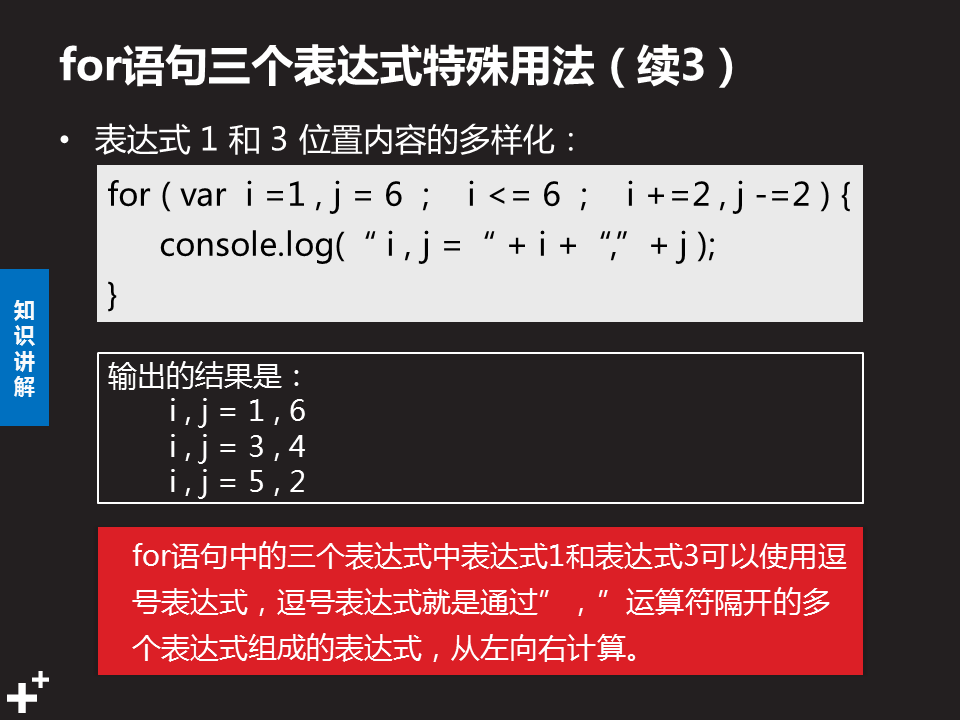 for语句三个表达式特殊用法（续3）
• 表达式 1 和 3 位置内容的多样化：
for ( var i =1 , j = 6 ; i <= 6 ; i +=2 , j -=2 ) {
console.log( “ i , j = “ + i + “,” + j );
}
知识讲解
输出的结果是：
i , j = 1 , 6
i , j = 3 , 4
i , j = 5 , 2
for语句中的三个表达式中表达式1和表达式3可以使用逗
号表达式，逗号表达式就是通过”，”运算符隔开的多
个表达式组成的表达式，从左向右计算。